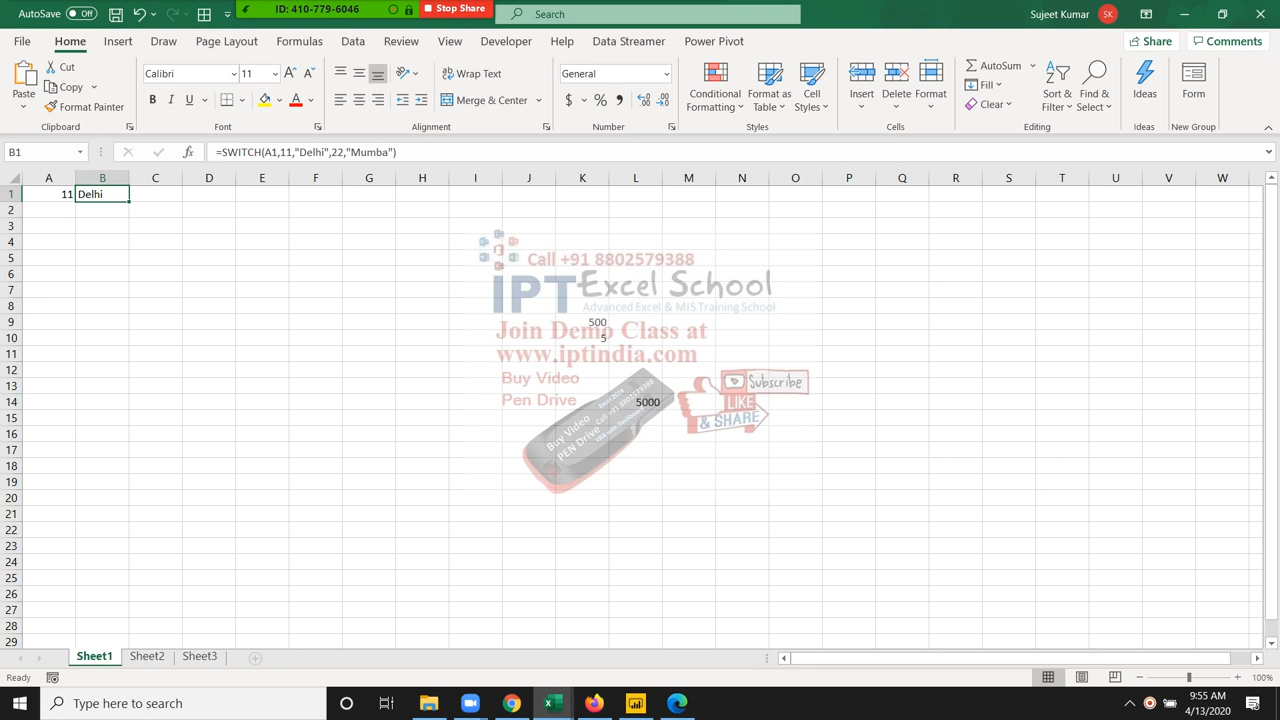 AutoSave Off ID: 410-779-6046 Stop Share Search Sujeet Kumar SK
File Home Insert Draw Page Layout Formulas Data Review View Developer Help Data Streamer Power Pivot Share Comments
Paste Cut Copy Format Painter
Calibri 11 B I U A
Wrap Text Merge & Center
General $ % ,
Conditional Formatting Format as Table Cell Styles
Insert Delete Format
AutoSum Fill Clear Sort & Filter Find & Select
Ideas Form
Clipboard Font Alignment Number Styles Cells Editing Ideas New Group
B1 fx =SWITCH(A1,11,"Delhi",22,"Mumba")
A B C D E F G H I J K L M N O P Q R S T U V W
1 11 Delhi
2
3
4
5
6
7
8
9 500
10 5
11
12
13
14 5000
15
16
17
18
19
20
21
22
23
24
25
26
27
28
29
Call +91 8802579388
IPT Excel School
Advanced Excel & MIS Training School
Join Demo Class at
www.iptindia.com
Buy Video
Pen Drive
Buy Video
PEN Drive
Call +91 8802579388
Subscribe
LIKE
& SHARE
Sheet1 Sheet2 Sheet3
Ready 100%
Type here to search 9:55 AM
4/13/2020